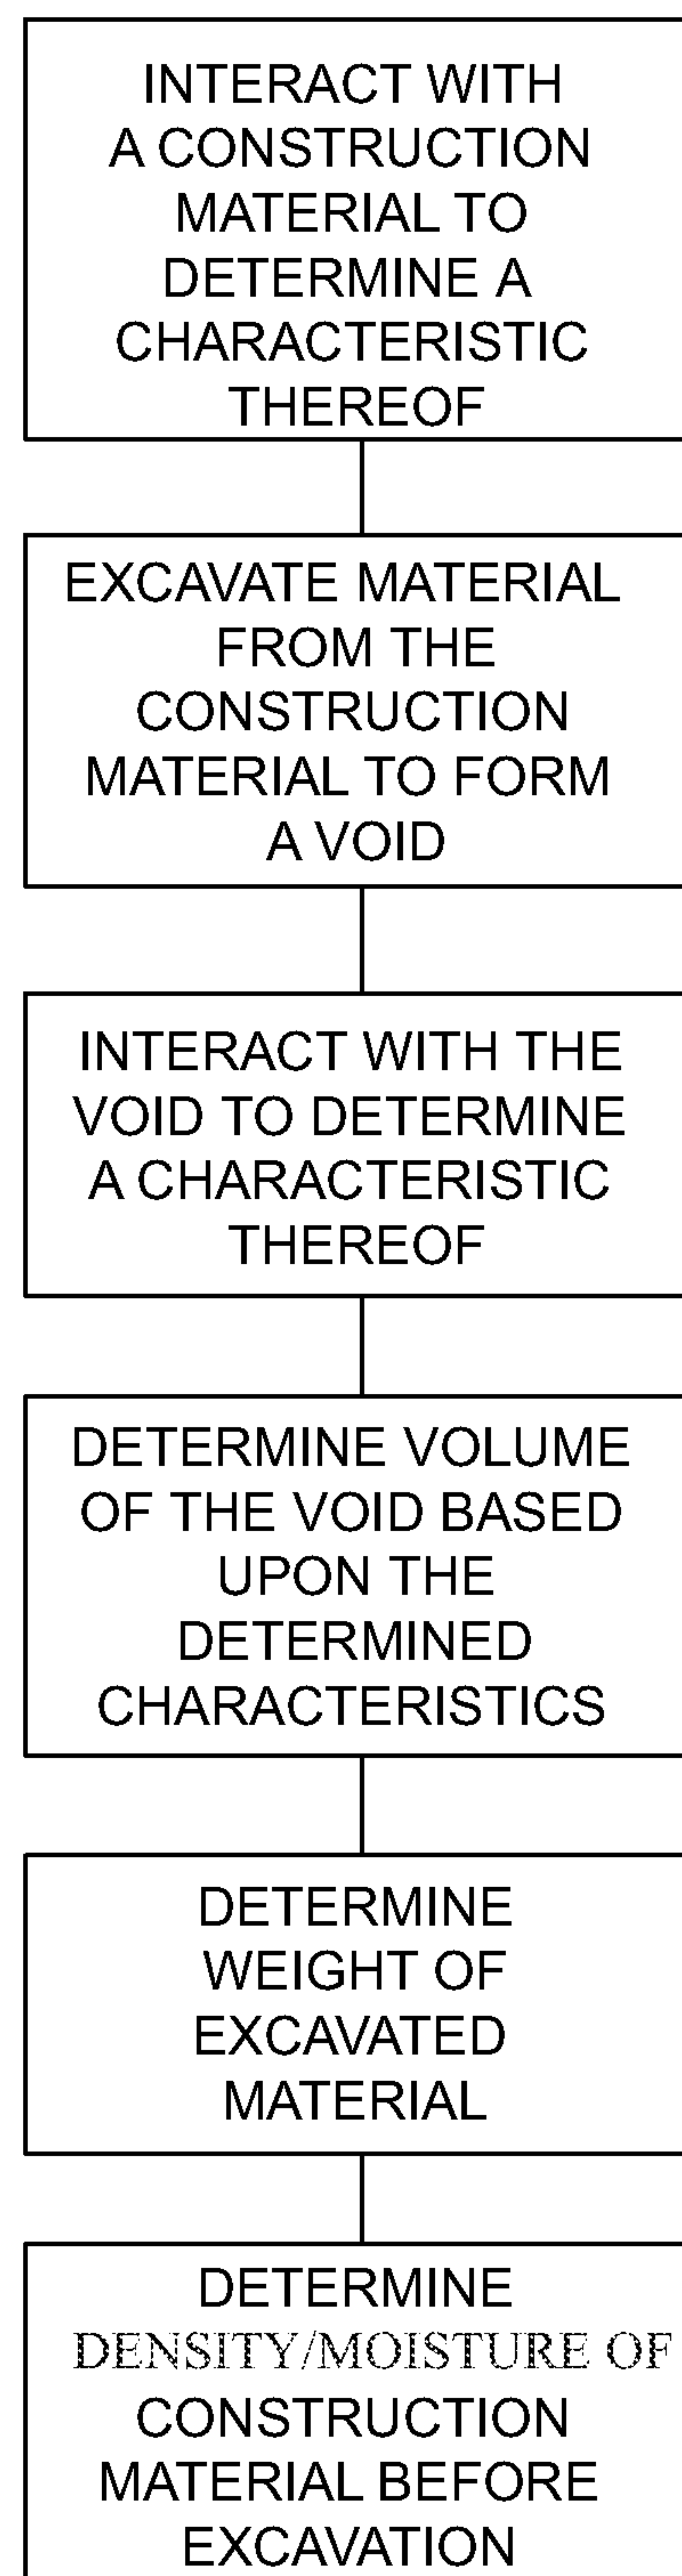 INTERACT WITH
A CONSTRUCTION
MATERIAL TO
DETERMINE A
CHARACTERISTIC
THEREOF
EXCAVATE MATERIAL
FROM THE
CONSTRUCTION
MATERIAL TO FORM
A VOID
INTERACT WITH THE
VOID TO DETERMINE
A CHARACTERISTIC
THEREOF
DETERMINE VOLUME
OF THE VOID BASED
UPON THE
DETERMINED
CHARACTERISTICS
DETERMINE
WEIGHT OF
EXCAVATED
MATERIAL
DETERMINE
DENSITY/MOISTURE OF
CONSTRUCTION
MATERIAL BEFORE
EXCAVATION